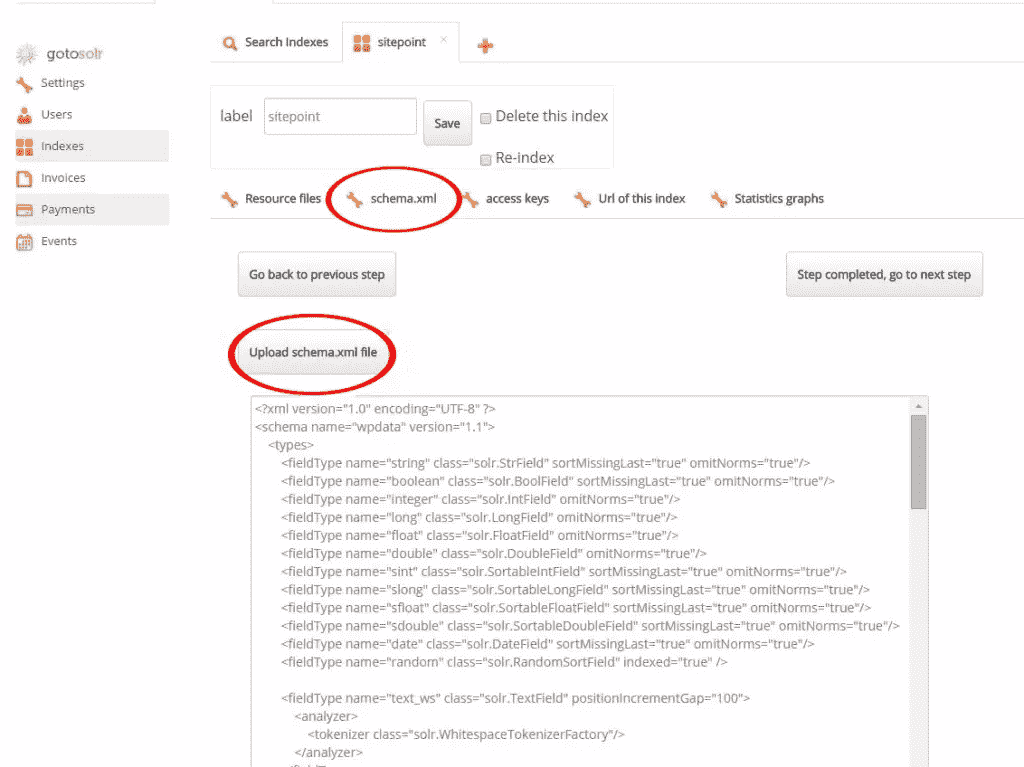 Search Indexes
sitepoint
gotosolr
Settings
Users
Indexes
Invoices
Payments
Events
label
sitepoint
Save
Delete this index
Re-index
Resource files
schema.xml
access keys
Url of this index
Statistics graphs
Go back to previous step
Step completed, go to next step
Upload schema.xml file
<?xml version="1.0" encoding="UTF-8" ?>
<schema name="wpdata" version="1.1">
<types>
<fieldType name="string" class="solr.StrField" sortMissingLast="true" omitNorms="true"/>
<fieldType name="boolean" class="solr.BoolField" sortMissingLast="true" omitNorms="true"/>
<fieldType name="integer" class="solr.IntField" omitNorms="true"/>
<fieldType name="long" class="solr.LongField" omitNorms="true"/>
<fieldType name="float" class="solr.FloatField" omitNorms="true"/>
<fieldType name="double" class="solr.DoubleField" omitNorms="true"/>
<fieldType name="sint" class="solr.SortableIntField" sortMissingLast="true" omitNorms="true"/>
<fieldType name="slong" class="solr.SortableLongField" sortMissingLast="true" omitNorms="true"/>
<fieldType name="sfloat" class="solr.SortableFloatField" sortMissingLast="true" omitNorms="true"/>
<fieldType name="sdouble" class="solr.SortableDoubleField" sortMissingLast="true" omitNorms="true"/>
<fieldType name="date" class="solr.DateField" sortMissingLast="true" omitNorms="true"/>
<fieldType name="random" class="solr.RandomSortField" indexed="true" />
<fieldType name="text_ws" class="solr.TextField" positionIncrementGap="100">
<analyzer>
<tokenizer class="solr.WhitespaceTokenizerFactory"/>
</analyzer>